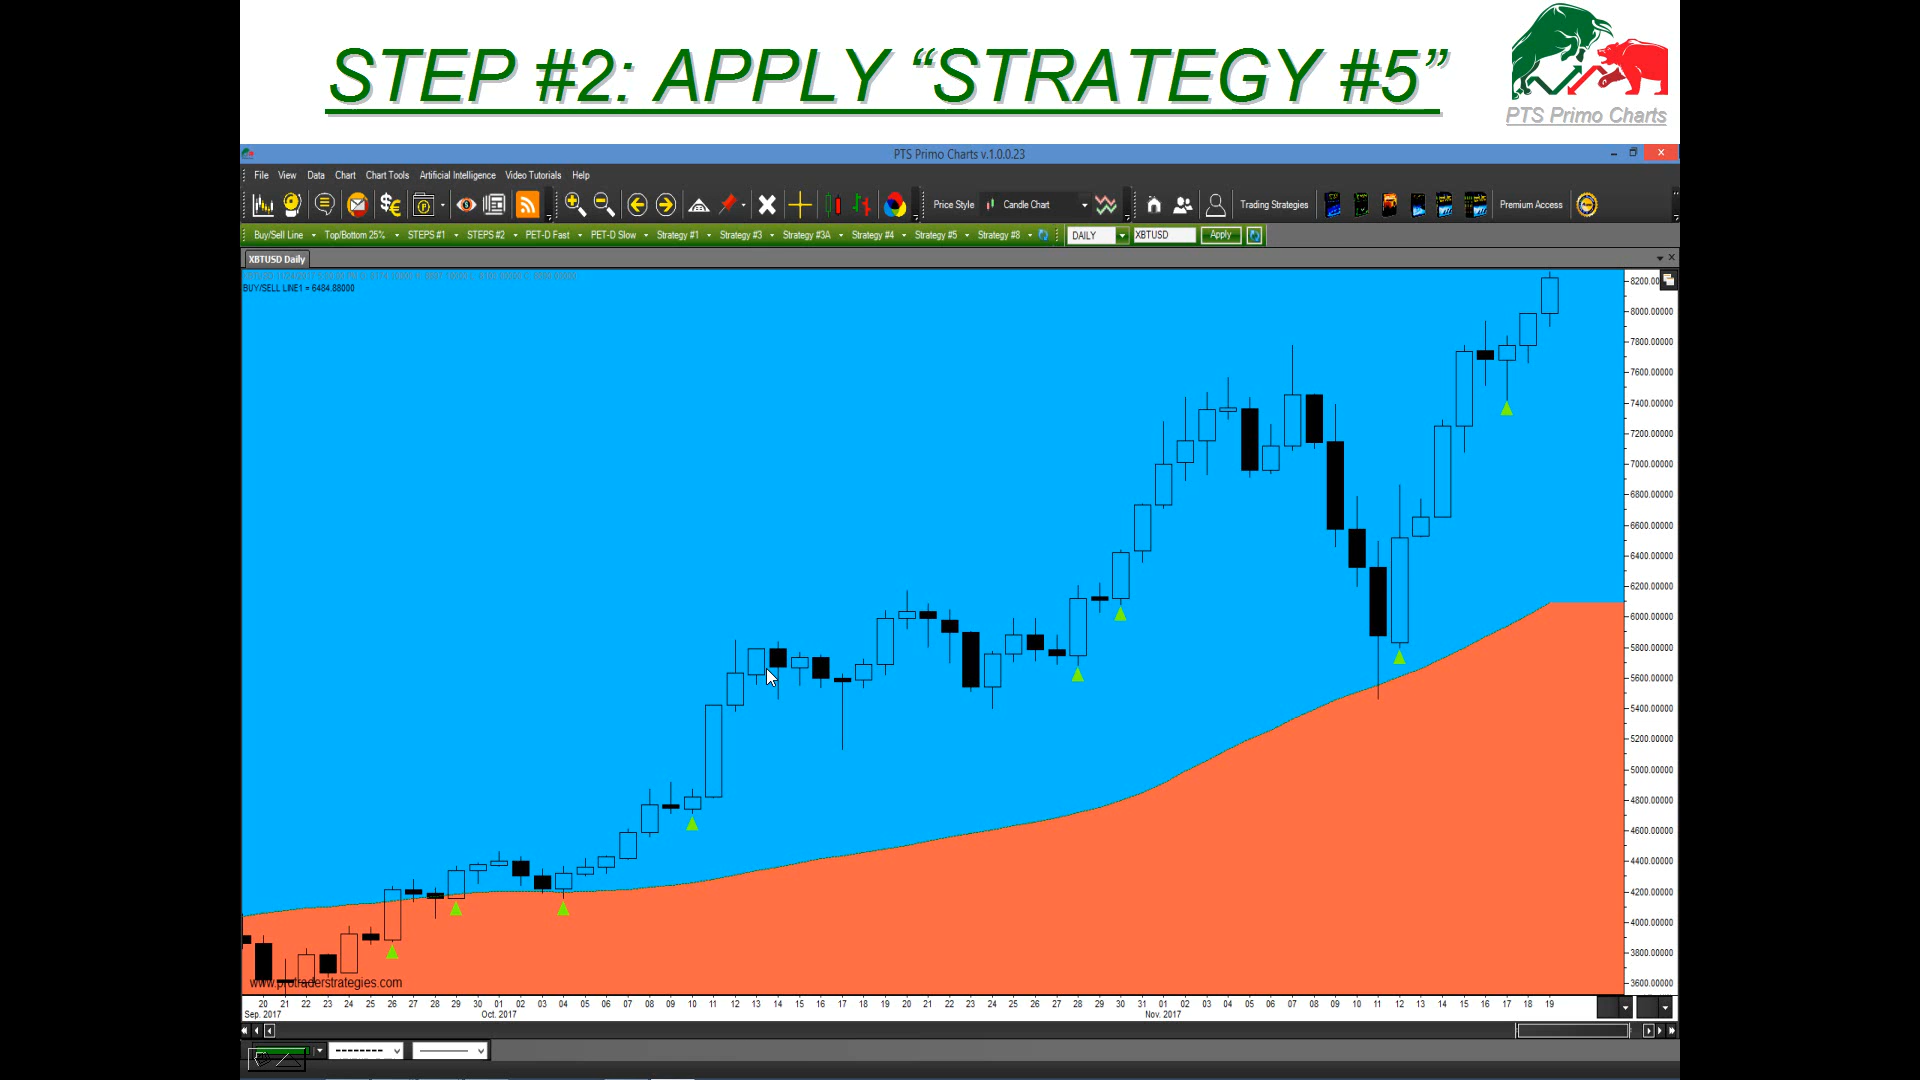 STEP #2: APPLY “STRATEGY #5”
PTS Primo Charts
PTS Primo Charts v.1.0.0.23
File View Data Chart Chart Tools Artificial Intelligence Video Tutorials Help
Price Style Candle Chart Trading Strategies Premium Access
Buy/Sell Line Top/Bottom 25% STEPS #1 STEPS #2 PET-D Fast PET-D Slow Strategy #1 Strategy #3 Strategy #3A Strategy #4 Strategy #5 Strategy #8 DAILY XBTUSD Apply
XBTUSD Daily
BUY/SELL LINE1 = 6484.88000
8200.00
8000.00000
7800.00000
7600.00000
7400.00000
7200.00000
7000.00000
6800.00000
6600.00000
6400.00000
6200.00000
6000.00000
5800.00000
5600.00000
5400.00000
5200.00000
5000.00000
4800.00000
4600.00000
4400.00000
4200.00000
4000.00000
3800.00000
3600.00000
www.protraderstrategies.com
20 21 22 23 24 25 26 27 28 29 30 01 02 03 04 05 06 07 08 09 10 11 12 13 14 15 16 17 18 19 20 21 22 23 24 25 26 27 28 29 30 31 01 02 03 04 05 06 07 08 09 10 11 12 13 14 15 16 17 18 19
Sep. 2017 Oct. 2017 Nov. 2017